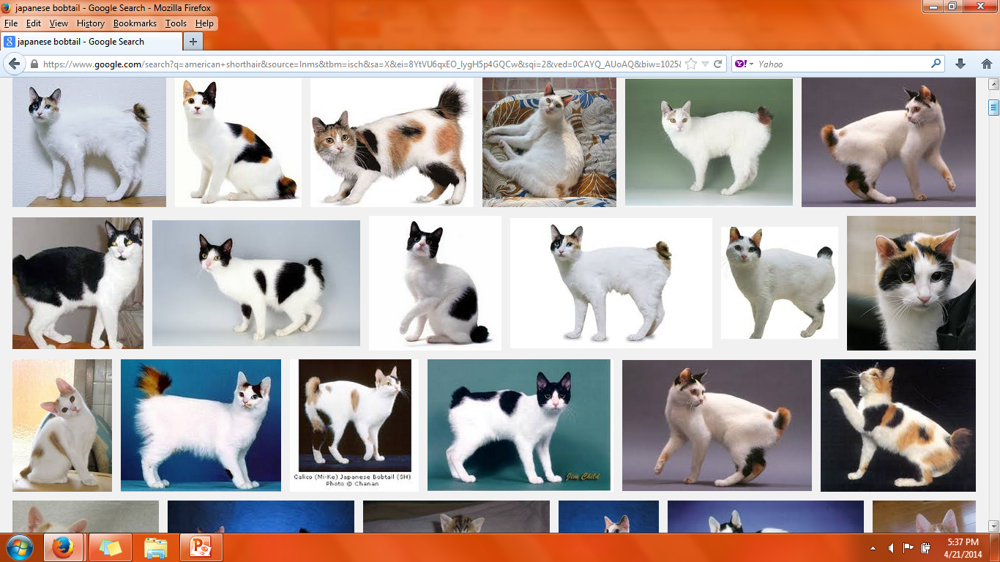 japanese bobtail - Google Search - Mozilla Firefox
File Edit View History Bookmarks Tools Help
japanese bobtail - Google Search
https://www.google.com/search?q=american+shorthair&source=lnms&tbm=isch&sa=X&ei=8YtVU6qxEO_lygH5p4GQCw&sqi=2&ved=0CAYQ_AUoAQ&biw=1025&
Yahoo
Calico (Mi-Ke) Japanese Bobtail (SH)
Photo © Chanan
Jim Child
5:37 PM
4/21/2014